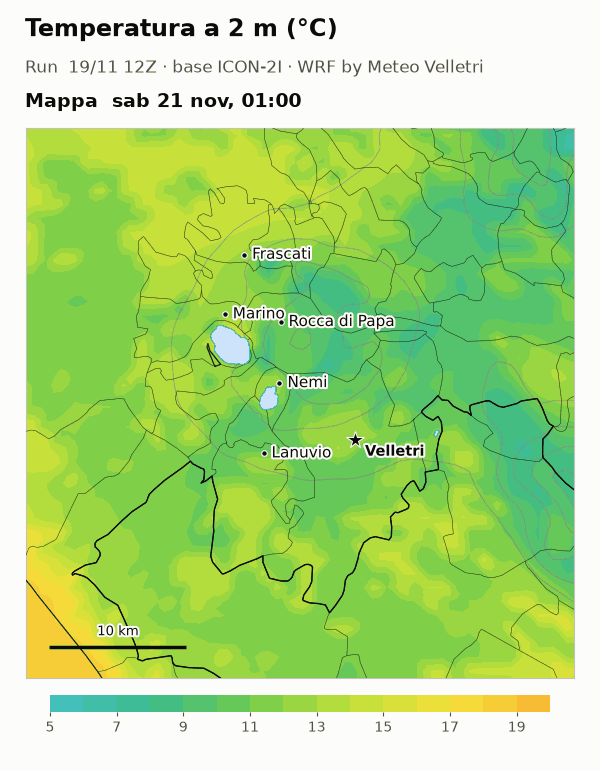 Temperatura a 2 m (°C)
Run  19/11 12Z · base ICON-2I · WRF by Meteo Velletri
Mappa  sab 21 nov, 01:00
Frascati
Marino
Rocca di Papa
Nemi
Velletri
Lanuvio
10 km
5 7 9 11 13 15 17 19